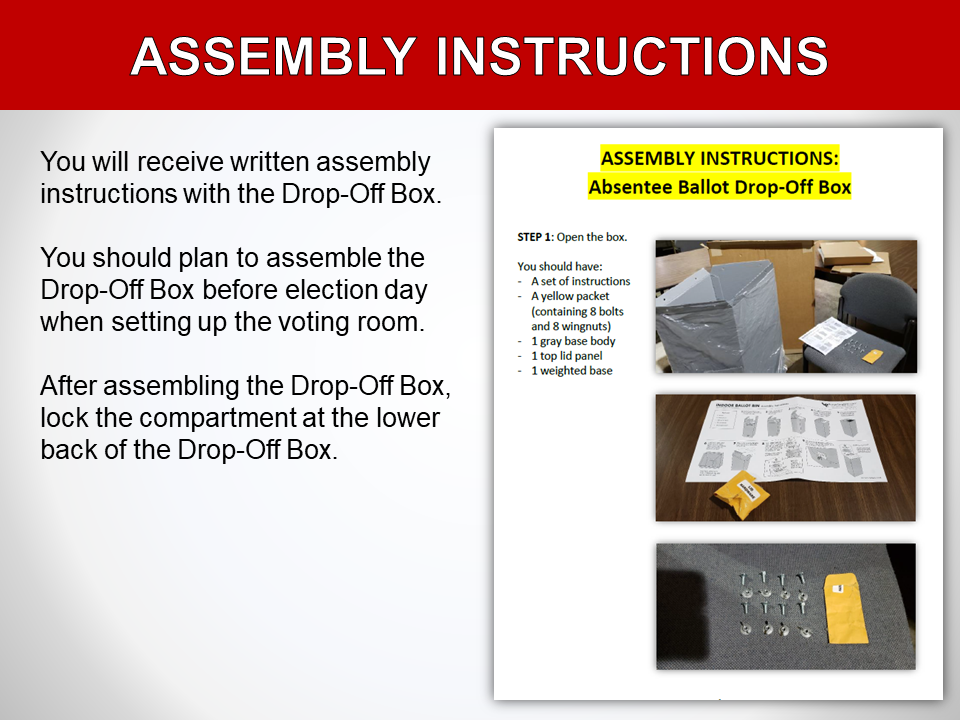 ASSEMBLY INSTRUCTIONS
You will receive written assembly
instructions with the Drop-Off Box.
You should plan to assemble the
Drop-Off Box before election day
when setting up the voting room.
After assembling the Drop-Off Box,
lock the compartment at the lower
back of the Drop-Off Box.
ASSEMBLY INSTRUCTIONS:
Absentee Ballot Drop-Off Box
STEP 1: Open the box.
You should have:
- A set of instructions
- A yellow packet
(containing 8 bolts
and 8 wingnuts)
- 1 gray base body
- 1 top lid panel
- 1 weighted base
INDOOR BALLOT BIN